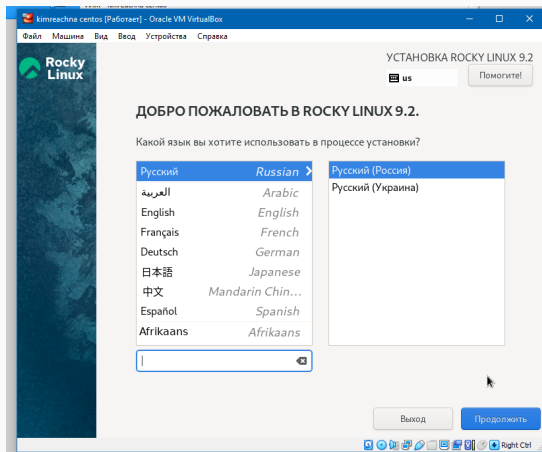 kimreachna centos [Работает] - Oracle VM VirtualBox
Файл Машина Вид Ввод Устройства Справка
Rocky
Linux
УСТАНОВКА ROCKY LINUX 9.2
us
Помогите!
ДОБРО ПОЖАЛОВАТЬ В ROCKY LINUX 9.2.
Какой язык вы хотите использовать в процессе установки?
Русский Russian
العربية Arabic
English English
Français French
Deutsch German
日本語 Japanese
中文 Mandarin Chin...
Español Spanish
Afrikaans Afrikaans
Русский (Россия)
Русский (Украина)
Выход
Продолжить
Right Ctrl